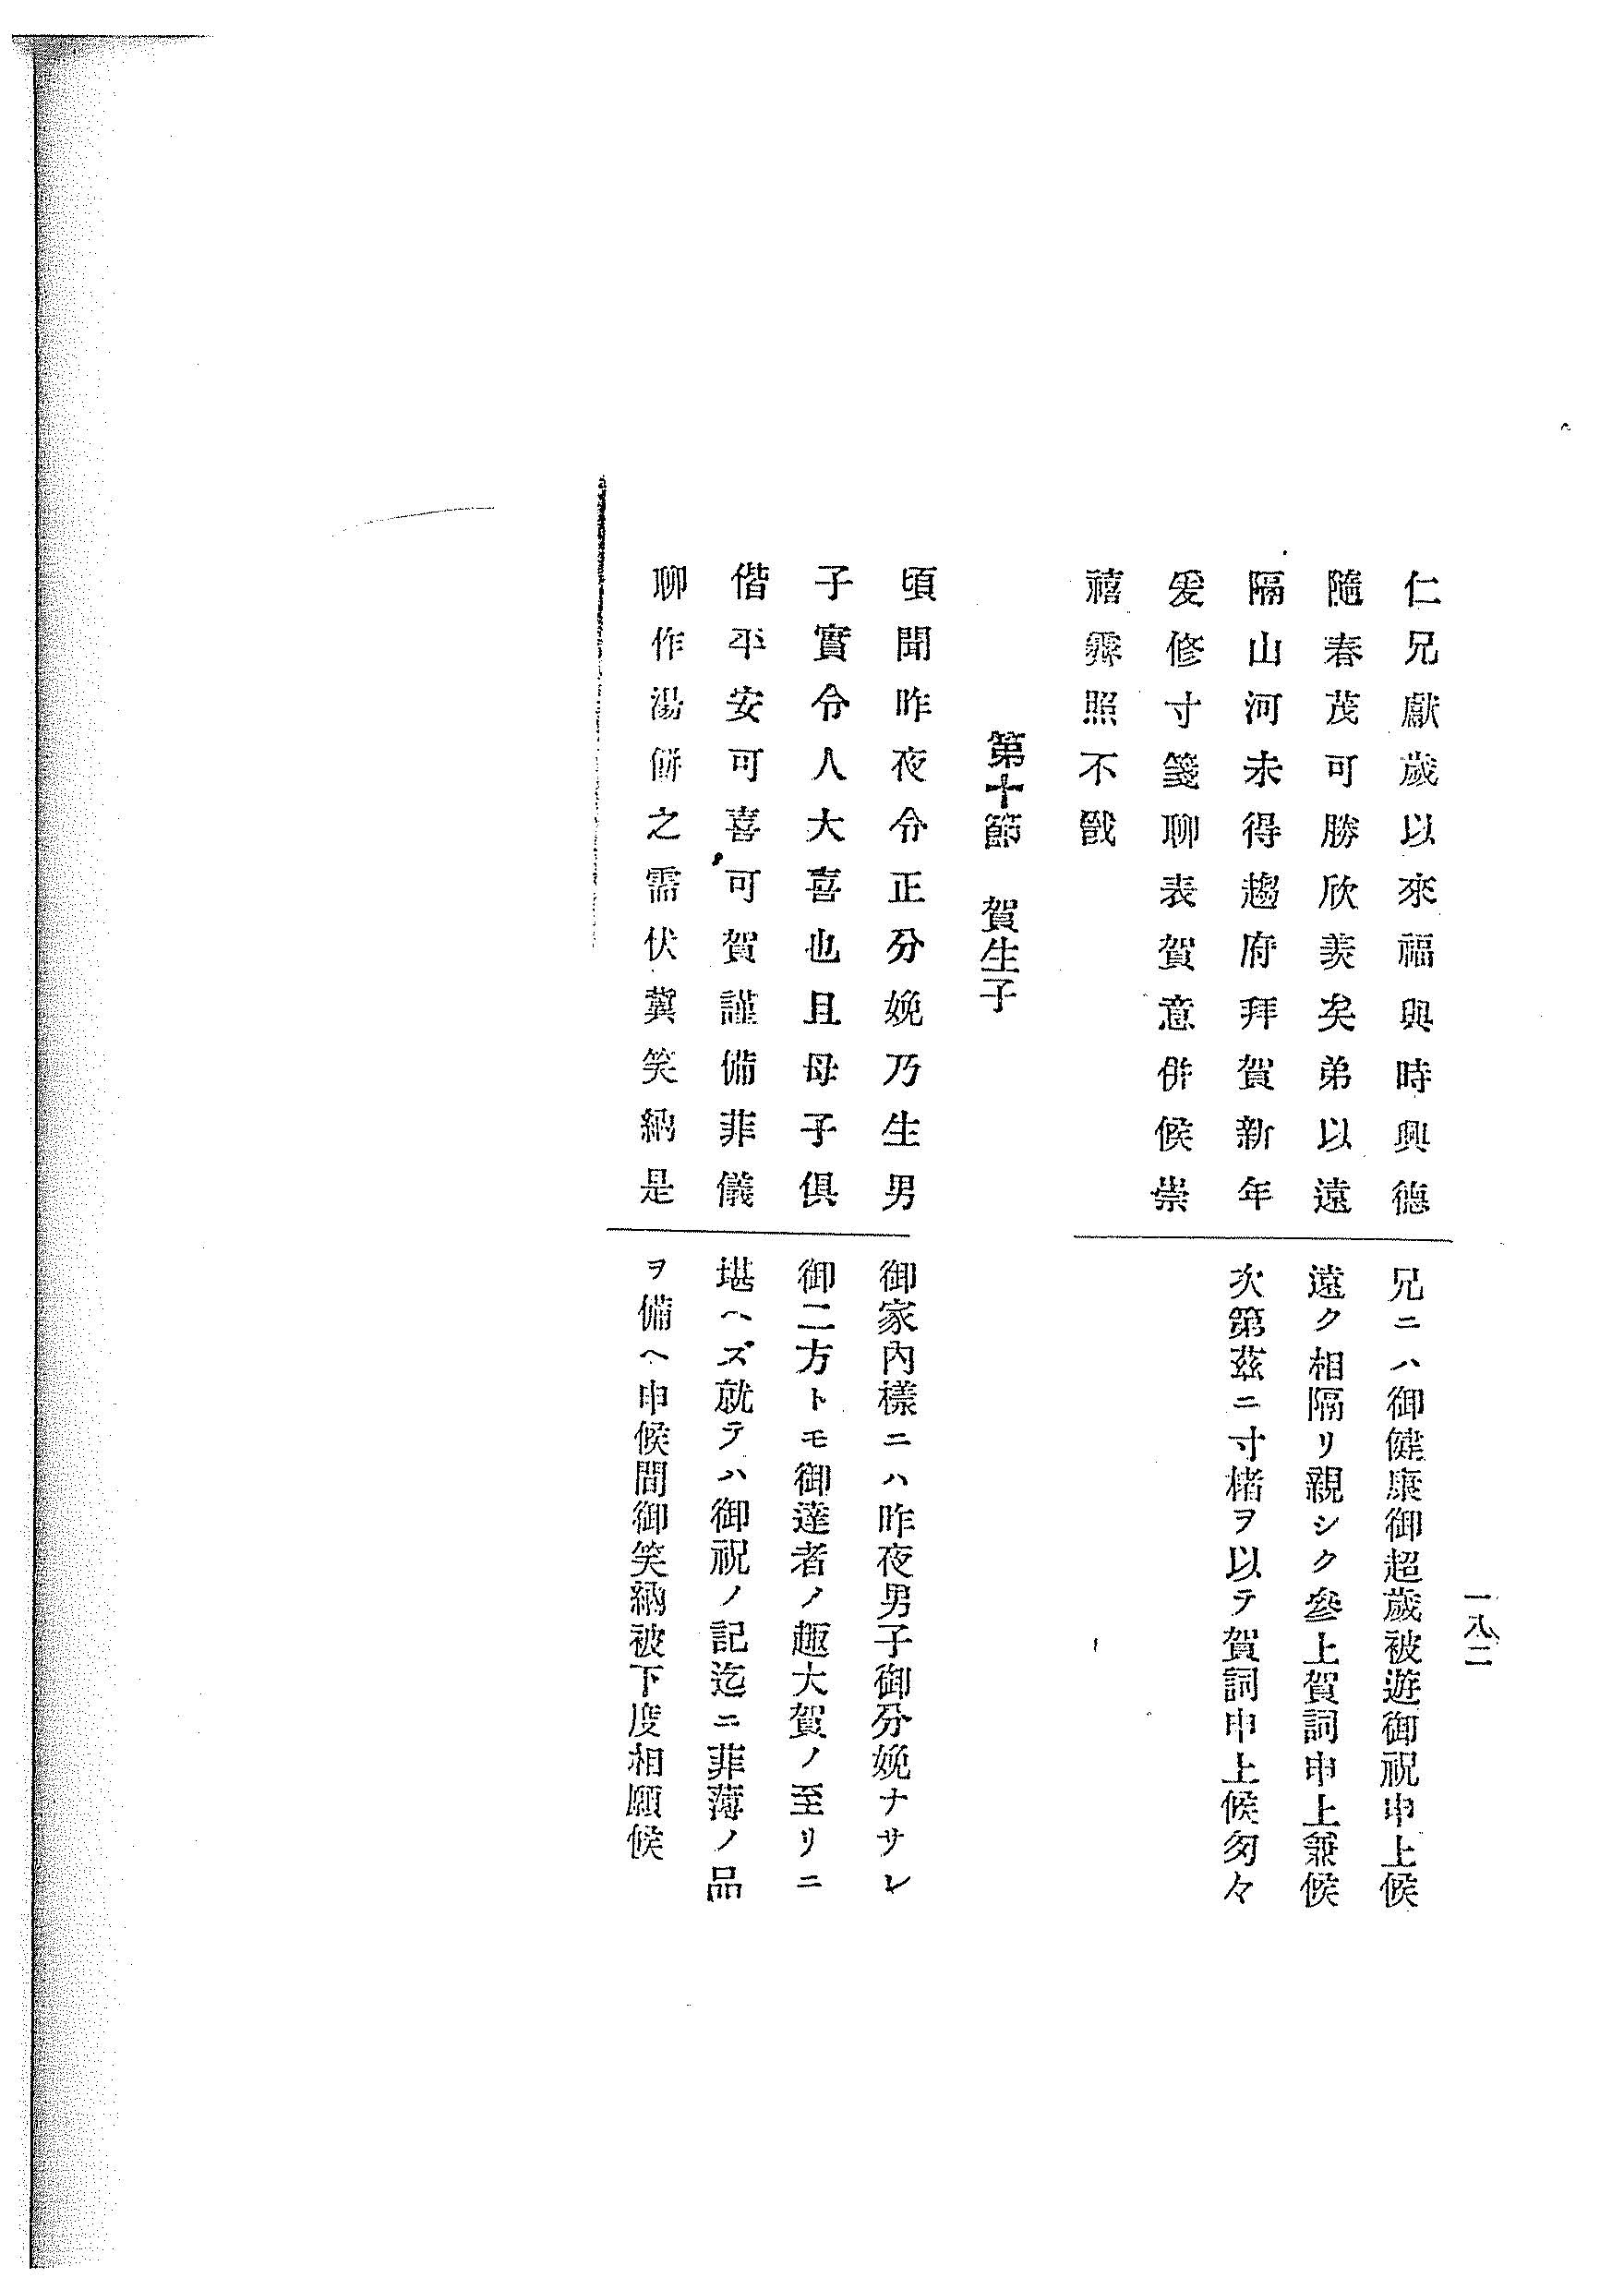 一八二
仁兄獻歲以來福與時興德
隨春茂可勝欣羨矣弟以遠
隔山河未得趨府拜賀新年
爰修寸箋聊表賀意併候崇
禧霽照不戩
兄ニハ御健康御超歲被遊御祝申上候
遠ク相隔リ親シク參上賀詞申上兼候
次第茲ニ寸楮ヲ以テ賀詞申上候匆々
第十節 賀生子
頃聞昨夜令正分娩乃生男
子實令人大喜也且母子俱
偕平安可喜可賀謹備菲儀
聊作湯餅之需伏冀笑納是
御家內樣ニハ昨夜男子御分娩ナサレ
御二方トモ御達者ノ趣大賀ノ至リニ
堪ヘズ就テハ御祝ノ記迄ニ菲薄ノ品
ヲ備ヘ申候間御笑納被下度相願候